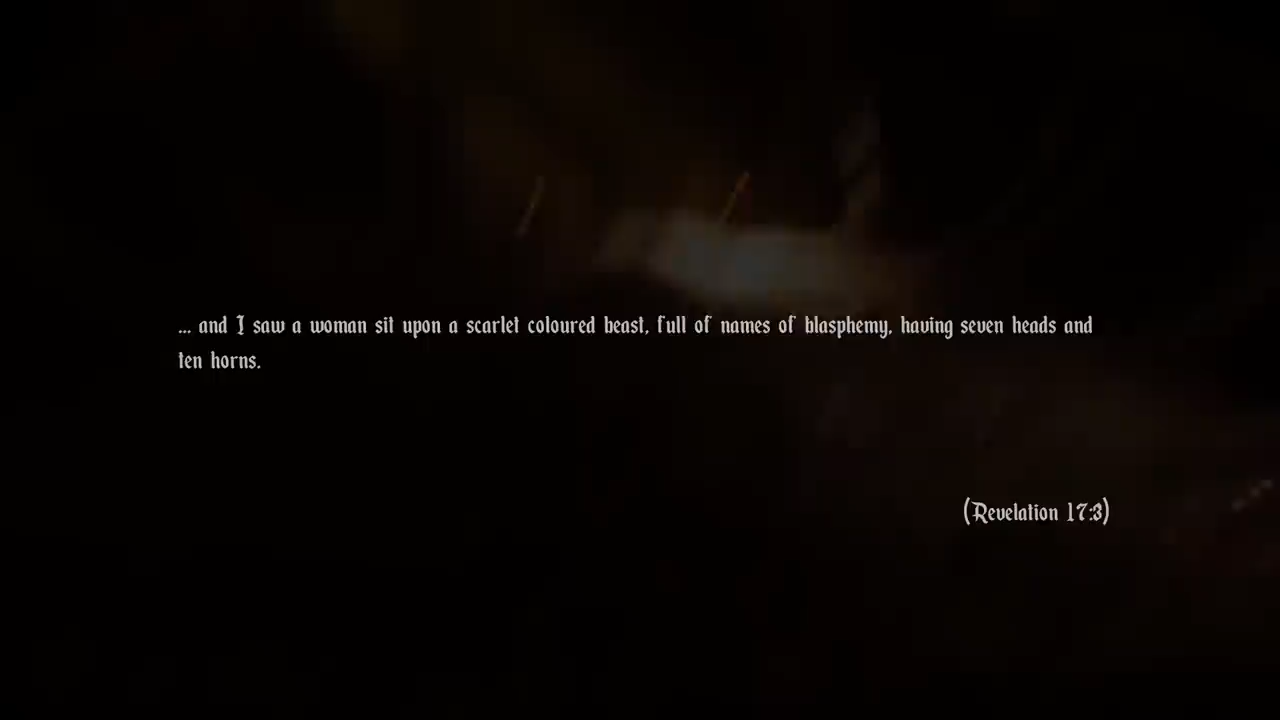 ... and I saw a woman sit upon a scarlet coloured beast, full of names of blasphemy, having seven heads and
ten horns.
(Revelation 17:3)